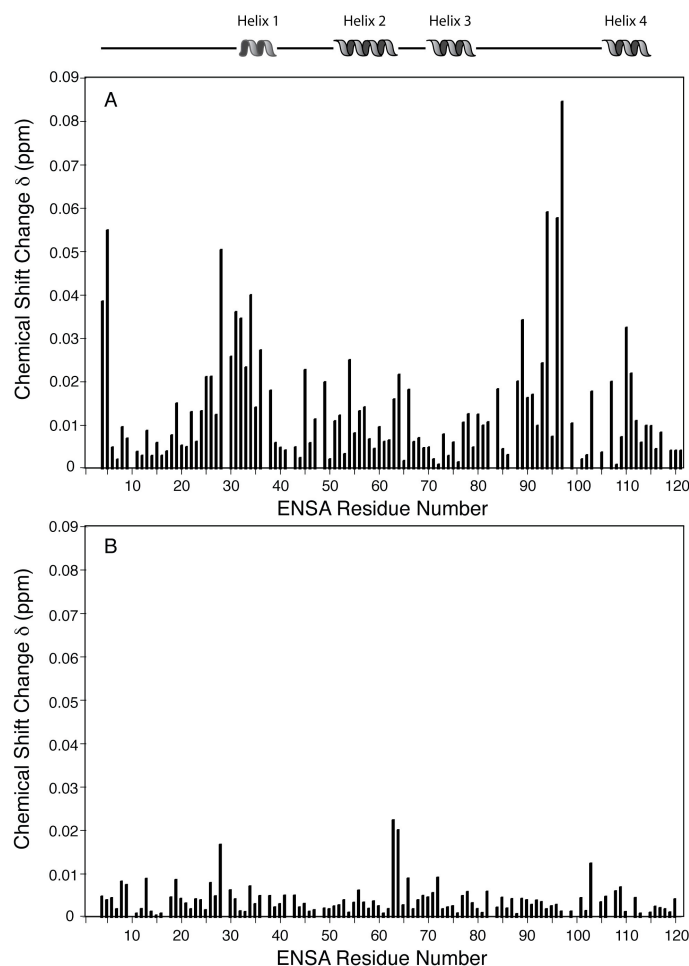 Helix 1 Helix 2 Helix 3 Helix 4
A
Chemical Shift Change δ (ppm)
0.09
0.08
0.07
0.06
0.05
0.04
0.03
0.02
0.01
0
10 20 30 40 50 60 70 80 90 100 110 120
ENSA Residue Number
B
Chemical Shift Change δ (ppm)
0.09
0.08
0.07
0.06
0.05
0.04
0.03
0.02
0.01
0
10 20 30 40 50 60 70 80 90 100 110 120
ENSA Residue Number